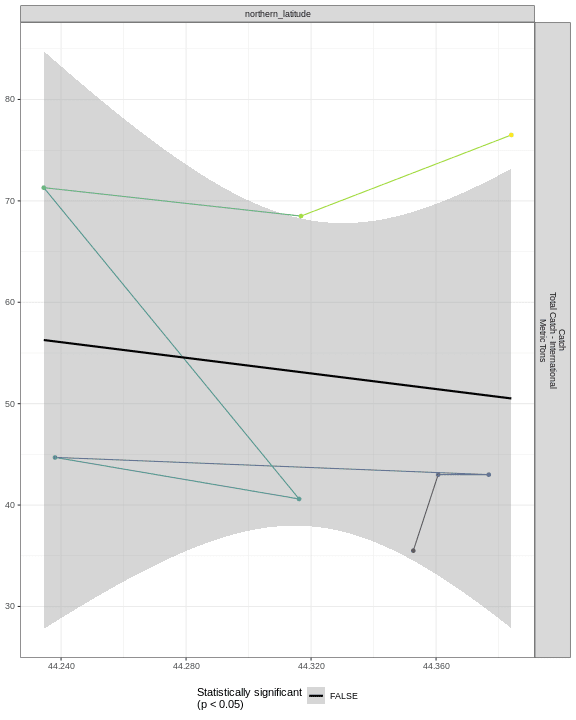 northern_latitude
80
70
60
50
40
30
44.240
44.280
44.320
44.360
Catch
Total Catch - International
Metric Tons
Statistically significant
(p < 0.05)
FALSE